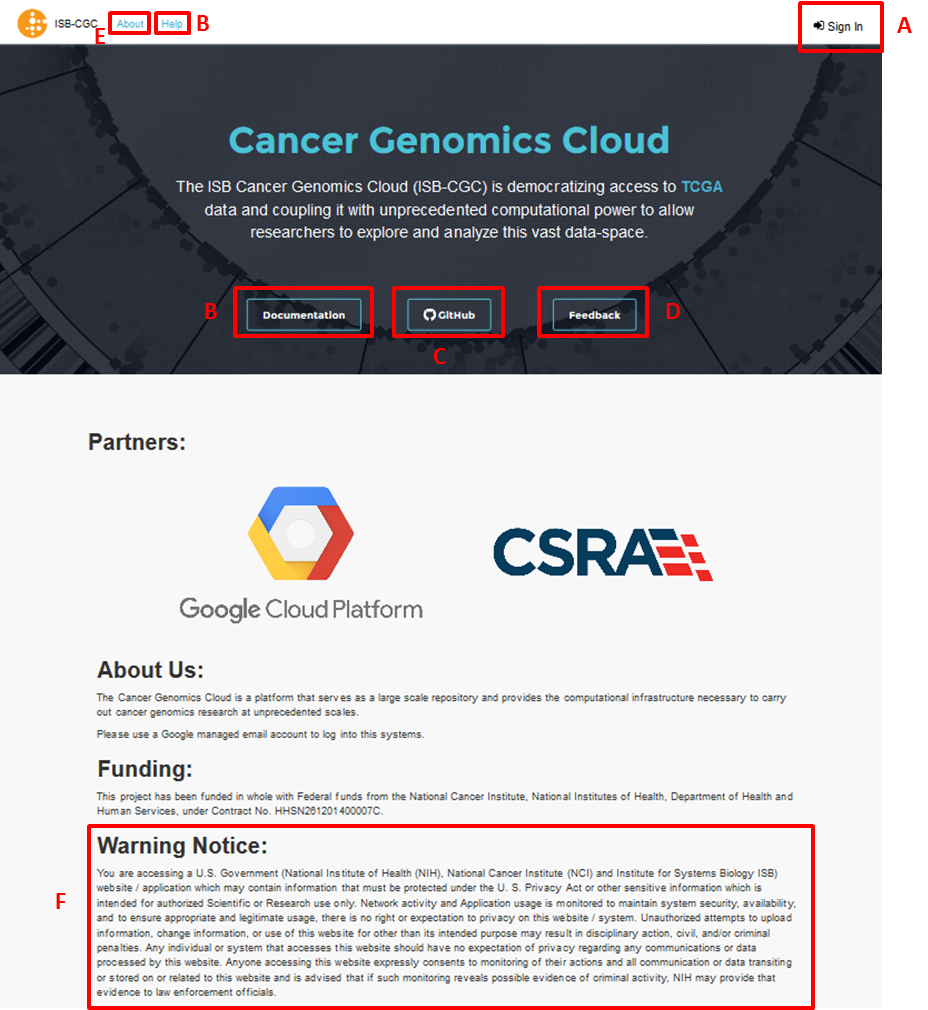 ISB-CGC About Help B
E
Sign In A
Cancer Genomics Cloud
The ISB Cancer Genomics Cloud (ISB-CGC) is democratizing access to TCGA
data and coupling it with unprecedented computational power to allow
researchers to explore and analyze this vast data-space.
B Documentation GitHub Feedback D
C
Partners:
Google Cloud Platform
CSRA
About Us:
The Cancer Genomics Cloud is a platform that serves as a large scale repository and provides the computational infrastructure necessary to carry
out cancer genomics research at unprecedented scales.
Please use a Google managed email account to log into this systems.
Funding:
This project has been funded in whole with Federal funds from the National Cancer Institute, National Institutes of Health, Department of Health and
Human Services, under Contract No. HHSN261201400007C.
Warning Notice:
You are accessing a U.S. Government (National Institute of Health (NIH), National Cancer Institute (NCI) and Institute for Systems Biology ISB)
website / application which may contain information that must be protected under the U. S. Privacy Act or other sensitive information which is
F intended for authorized Scientific or Research use only. Network activity and Application usage is monitored to maintain system security, availability,
and to ensure appropriate and legitimate usage, there is no right or expectation to privacy on this website / system. Unauthorized attempts to upload
information, change information, or use of this website for other than its intended purpose may result in disciplinary action, civil, and/or criminal
penalties. Any individual or system that accesses this website should have no expectation of privacy regarding any communications or data
processed by this website. Anyone accessing this website expressly consents to monitoring of their actions and all communication or data transiting
or stored on or related to this website and is advised that if such monitoring reveals possible evidence of criminal activity, NIH may provide that
evidence to law enforcement officials.